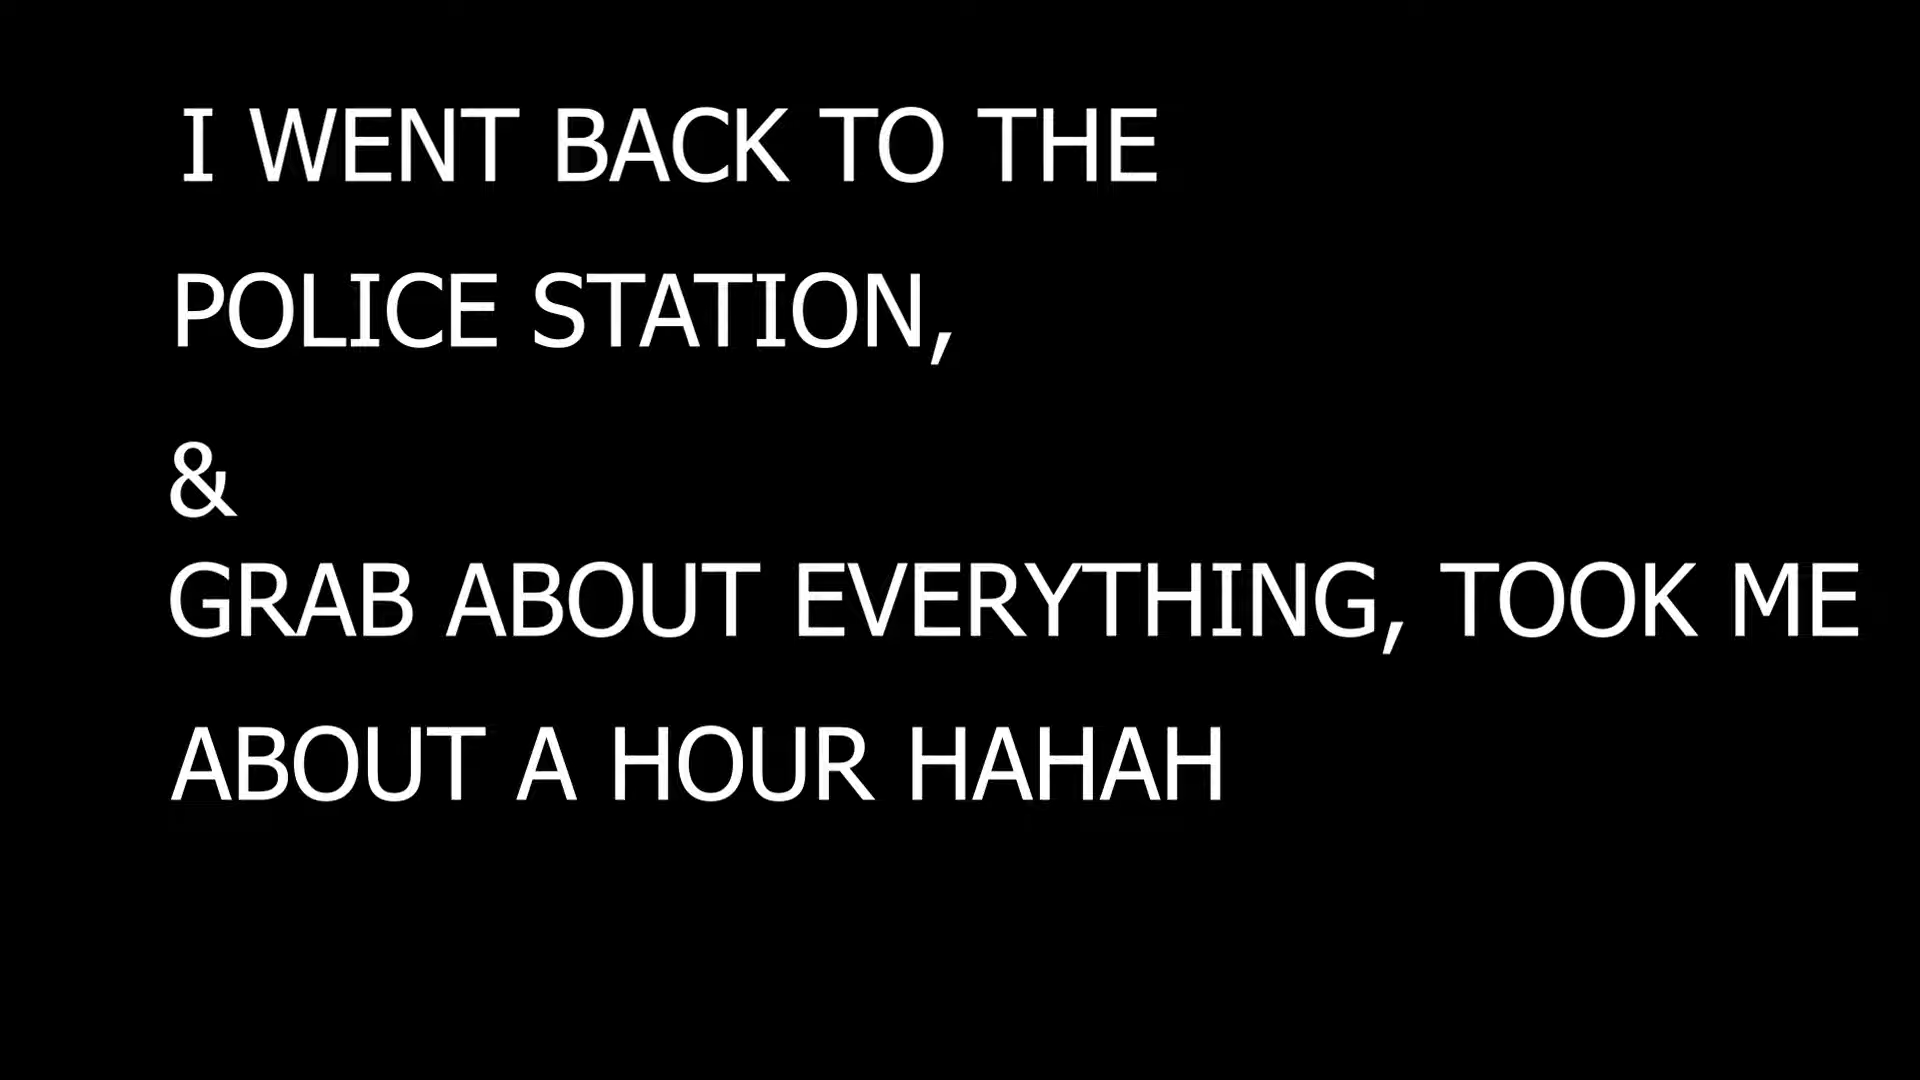 I WENT BACK TO THE
POLICE STATION,
&
GRAB ABOUT EVERYTHING, TOOK ME
ABOUT A HOUR HAHAH